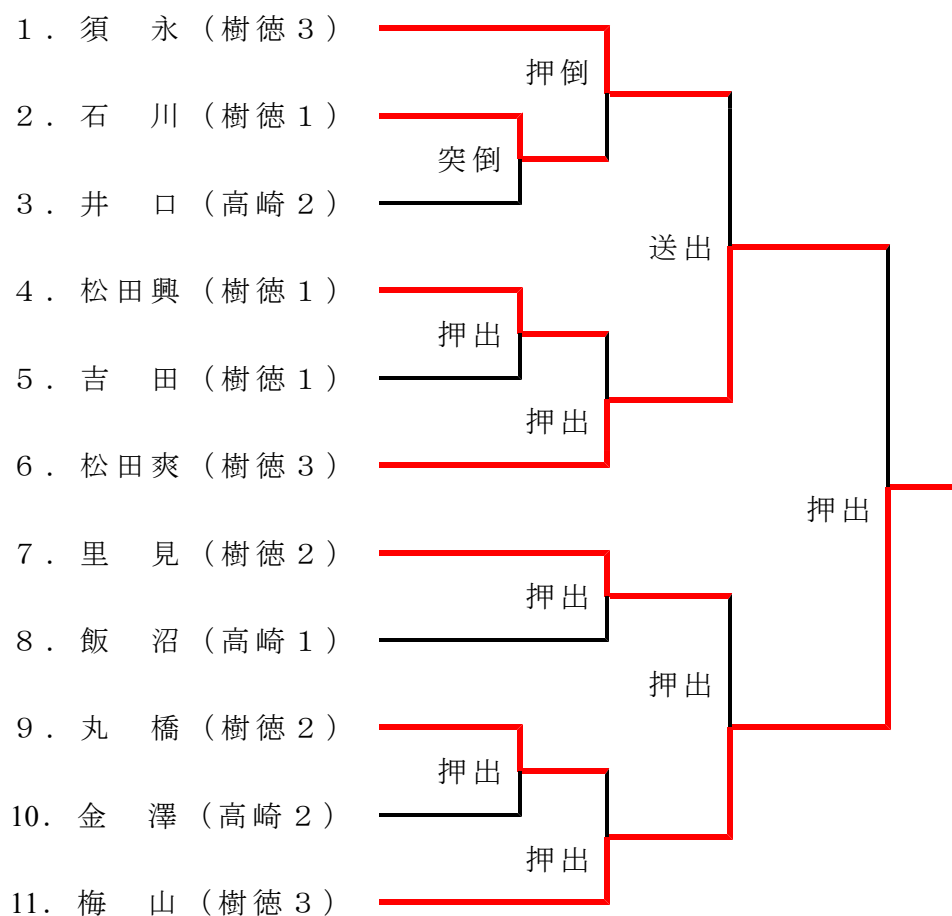 1．須　永（樹徳３）
押倒
2．石　川（樹徳１）
突倒
3．井　口（高崎２）
送出
4．松田興（樹徳１）
押出
5．吉　田（樹徳１）
押出
6．松田爽（樹徳３）
押出
7．里　見（樹徳２）
押出
8．飯　沼（高崎１）
押出
9．丸　橋（樹徳２）
押出
10．金　澤（高崎２）
押出
11．梅　山（樹徳３）